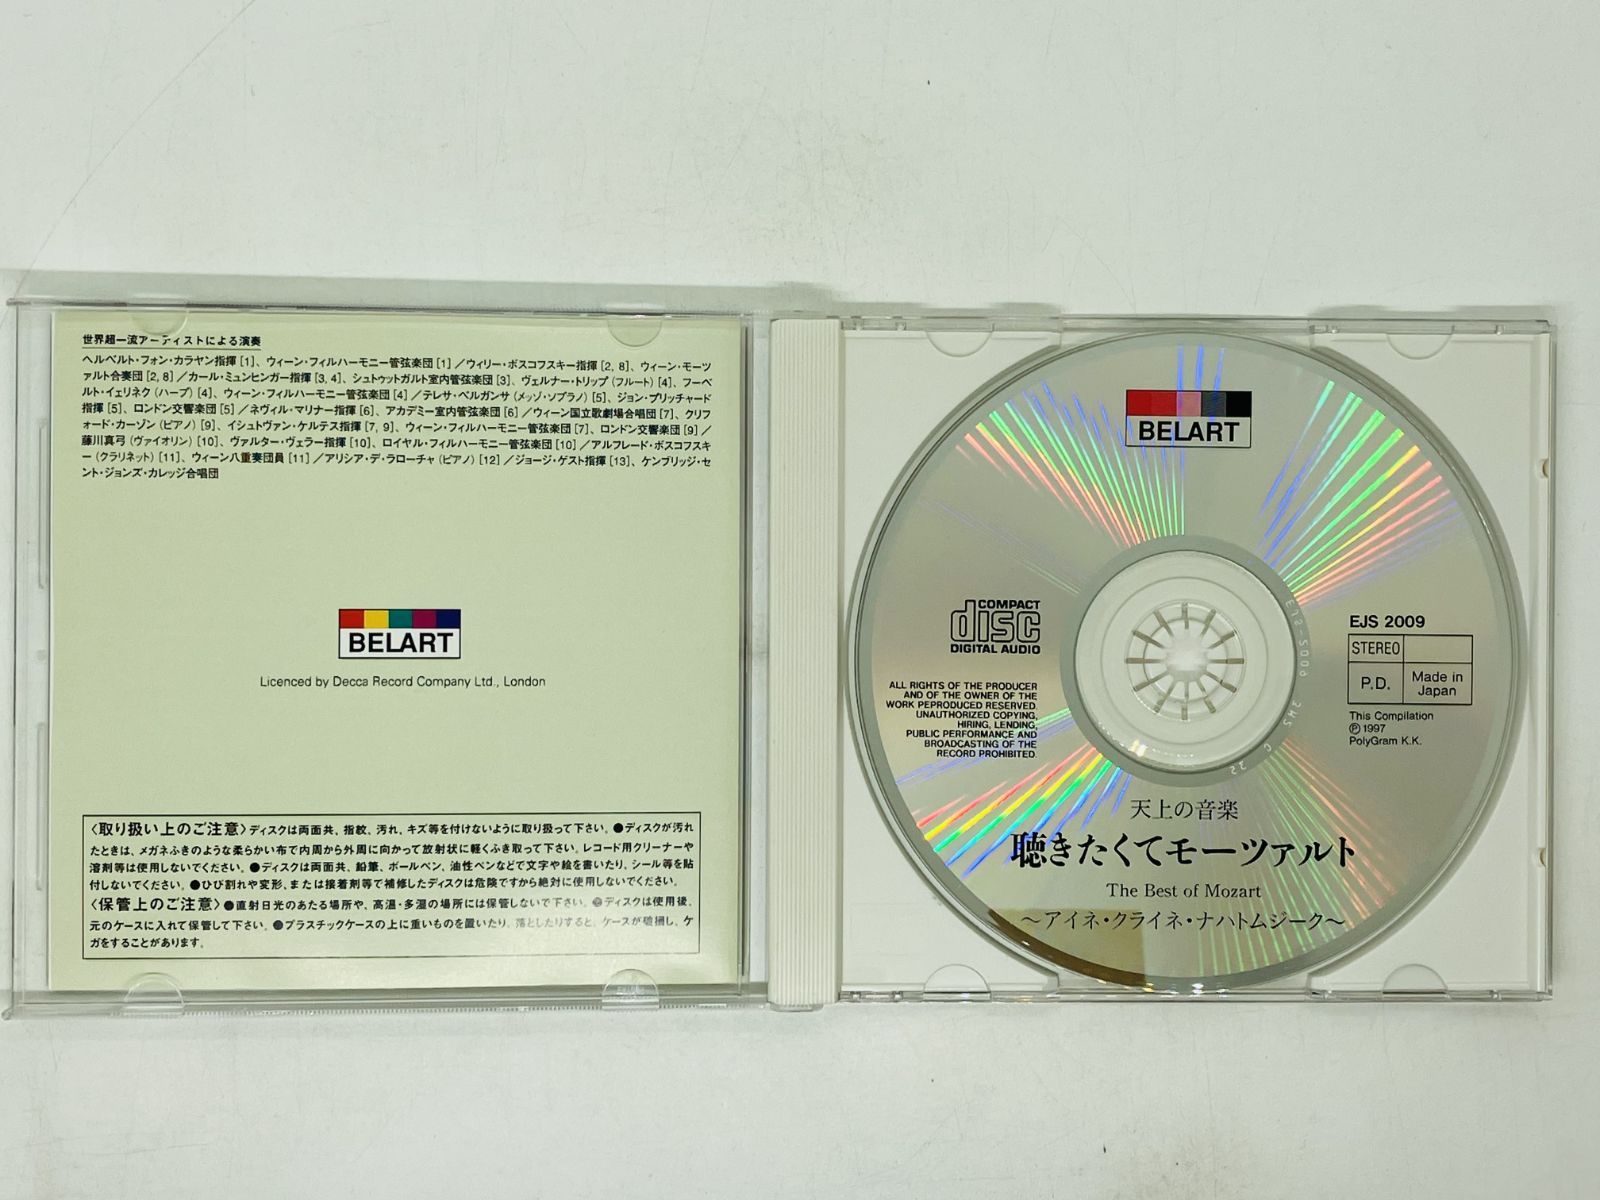 世界超一流アーティストによる演奏
ヘルベルト・フォン・カラヤン指揮 [1]、ウィーン・フィルハーモニー管弦楽団 [1] ／ウィリー・ボスコフスキー指揮 [2, 8]、ウィーン・モーツ
ァルト合奏団 [2, 8] ／カール・ミュンヒンガー指揮 [3, 4]、シュトゥットガルト室内管弦楽団 [3]、ヴェルナー・トリップ (フルート) [4]、フーベ
ルト・イェリネク (ハープ) [4]、ウィーン・フィルハーモニー管弦楽団 [4] ／テレサ・ベルガンサ (メッゾ・ソプラノ) [5]、ジョン・プリッチャード
指揮 [5]、ロンドン交響楽団 [5] ／ネヴィル・マリナー指揮 [6]、アカデミー室内管弦楽団 [6] ／ウィーン国立歌劇場合唱団 [7]、クリフ
ォード・カーゾン (ピアノ) [9]、イシュトヴァン・ケルテス指揮 [7, 9]、ウィーン・フィルハーモニー管弦楽団 [7]、ロンドン交響楽団 [9] ／
藤川真弓 (ヴァイオリン) [10]、ヴァルター・ヴェラー指揮 [10]、ロイヤル・フィルハーモニー管弦楽団 [10] ／アルフレード・ボスコフスキ
ー (クラリネット) [11]、ウィーン八重奏団員 [11] ／アリシア・デ・ラローチャ (ピアノ) [12] ／ジョージ・ゲスト指揮 [13]、ケンブリッジ・セ
ント・ジョンズ・カレッジ合唱団
BELART
Licenced by Decca Record Company Ltd., London
〈取り扱い上のご注意〉ディスクは両面共、指紋、汚れ、キズ等を付けないように取り扱って下さい。●ディスクが汚れ
たときは、メガネふきのような柔らかい布で内周から外周に向かって放射状に軽くふき取って下さい。レコード用クリーナーや
溶剤等は使用しないでください。●ディスクは両面共、鉛筆、ボールペン、油性ペンなどで文字や絵を書いたり、シール等を貼
付しないでください。●ひび割れや変形、または接着剤等で補修したディスクは危険ですから絶対に使用しないでください。
〈保管上のご注意〉●直射日光のあたる場所や、高温・多湿の場所には保管しないで下さい。●ディスクは使用後、
元のケースに入れて保管して下さい。●プラスチックケースの上に重いものを置いたり、落としたりすると、ケースが破損し、ケ
ガをすることがあります。
BELART
COMPACT
disc
DIGITAL AUDIO
ALL RIGHTS OF THE PRODUCER
AND OF THE OWNER OF THE
WORK PEPRODUCED RESERVED.
UNAUTHORIZED COPYING,
HIRING, LENDING,
PUBLIC PERFORMANCE AND
BROADCASTING OF THE
RECORD PROHIBITED.
EJS 2009
STEREO
P.D.
Made in
Japan
This Compilation
Ⓟ 1997
PolyGram K.K.
天上の音楽
聴きたくてモーツァルト
The Best of Mozart
〜アイネ・クライネ・ナハトムジーク〜